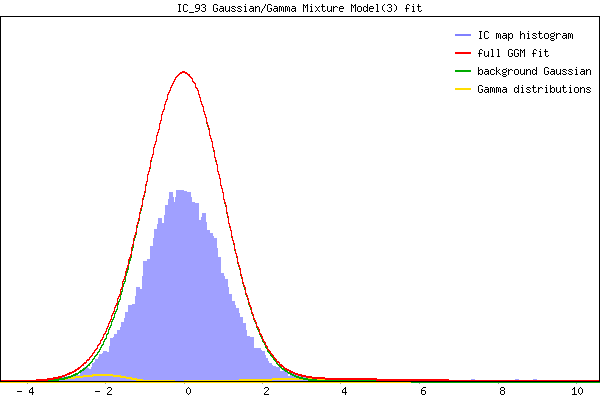 IC_93 Gaussian/Gamma Mixture Model(3) fit
IC map histogram
full GGM fit
background Gaussian
Gamma distributions
-4 -2 0 2 4 6 8 10